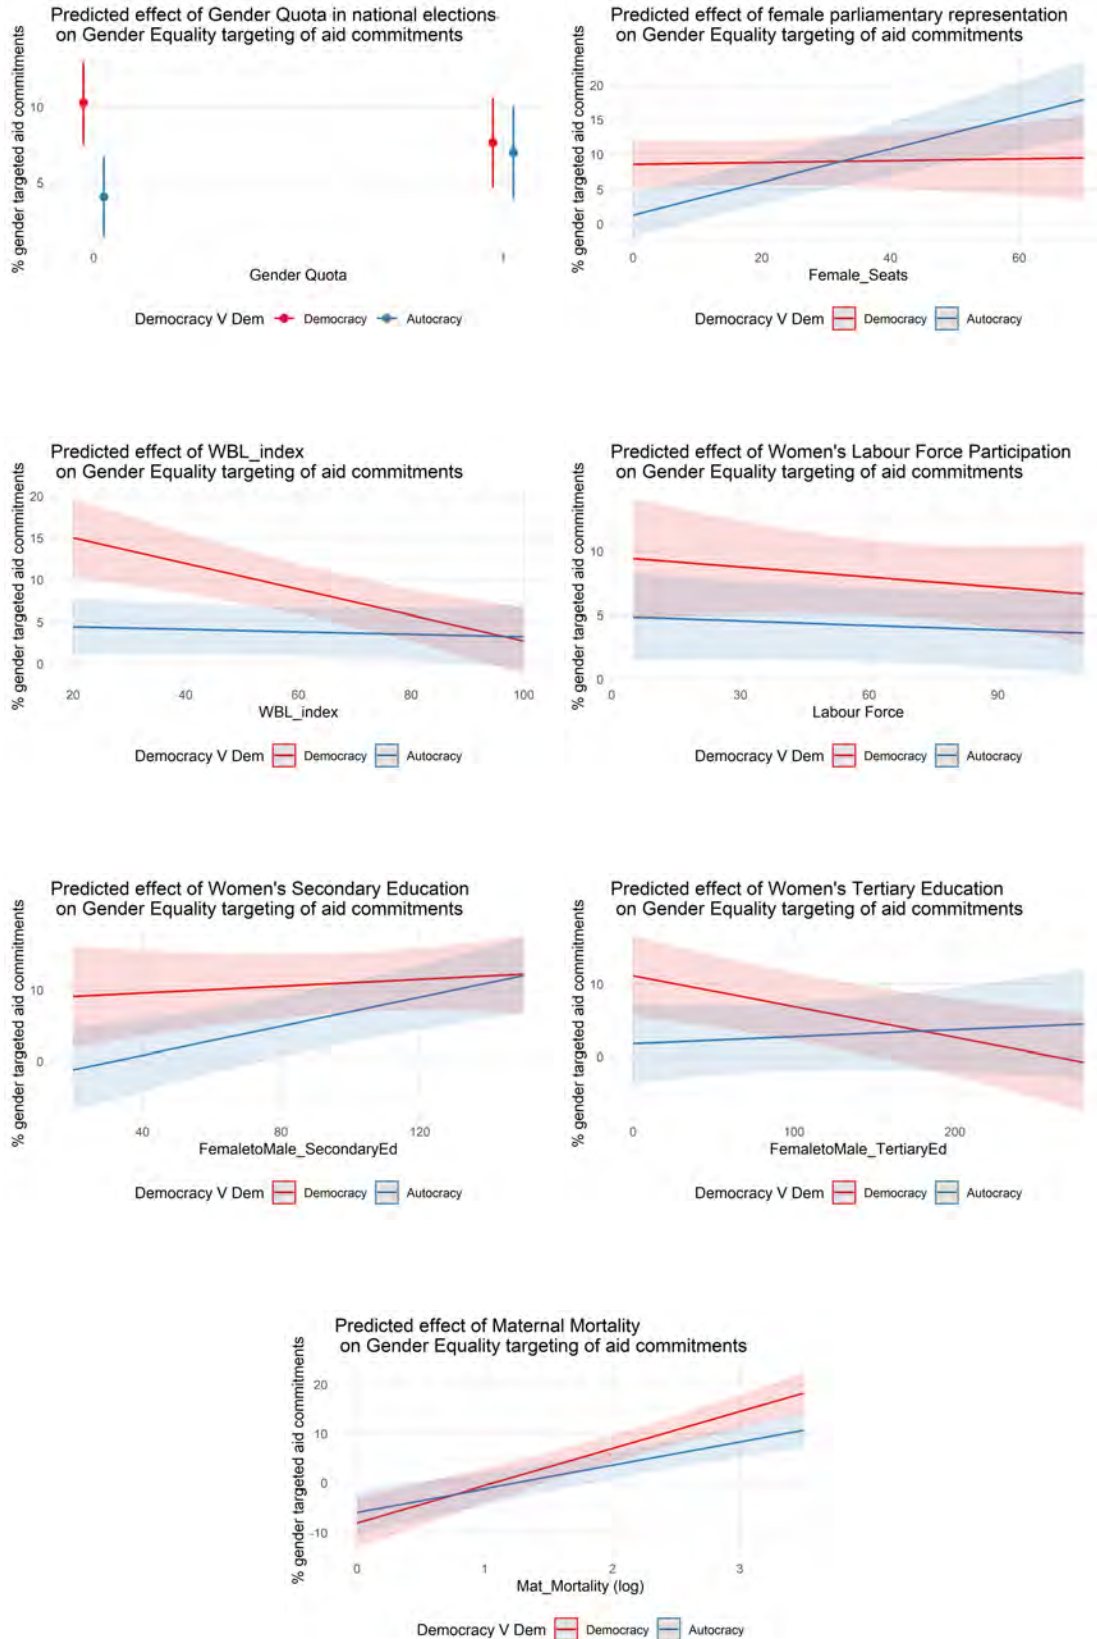 Predicted effect of Gender Quota in national elections
on Gender Equality targeting of aid commitments
% gender targeted aid commitments
10
5
0
1
Gender Quota
Democracy V Dem Democracy Autocracy
Predicted effect of female parliamentary representation
on Gender Equality targeting of aid commitments
% gender targeted aid commitments
20
15
10
5
0
0 20 40 60
Female_Seats
Democracy V Dem Democracy Autocracy
Predicted effect of WBL_index
on Gender Equality targeting of aid commitments
% gender targeted aid commitments
20
15
10
5
0
20 40 60 80 100
WBL_index
Democracy V Dem Democracy Autocracy
Predicted effect of Women's Labour Force Participation
on Gender Equality targeting of aid commitments
% gender targeted aid commitments
10
5
0
0 30 60 90
Labour Force
Democracy V Dem Democracy Autocracy
Predicted effect of Women's Secondary Education
on Gender Equality targeting of aid commitments
% gender targeted aid commitments
10
0
40 80 120
FemaletoMale_SecondaryEd
Democracy V Dem Democracy Autocracy
Predicted effect of Women's Tertiary Education
on Gender Equality targeting of aid commitments
% gender targeted aid commitments
10
0
0 100 200
FemaletoMale_TertiaryEd
Democracy V Dem Democracy Autocracy
Predicted effect of Maternal Mortality
on Gender Equality targeting of aid commitments
% gender targeted aid commitments
20
10
0
-10
0 1 2 3
Mat_Mortality (log)
Democracy V Dem Democracy Autocracy